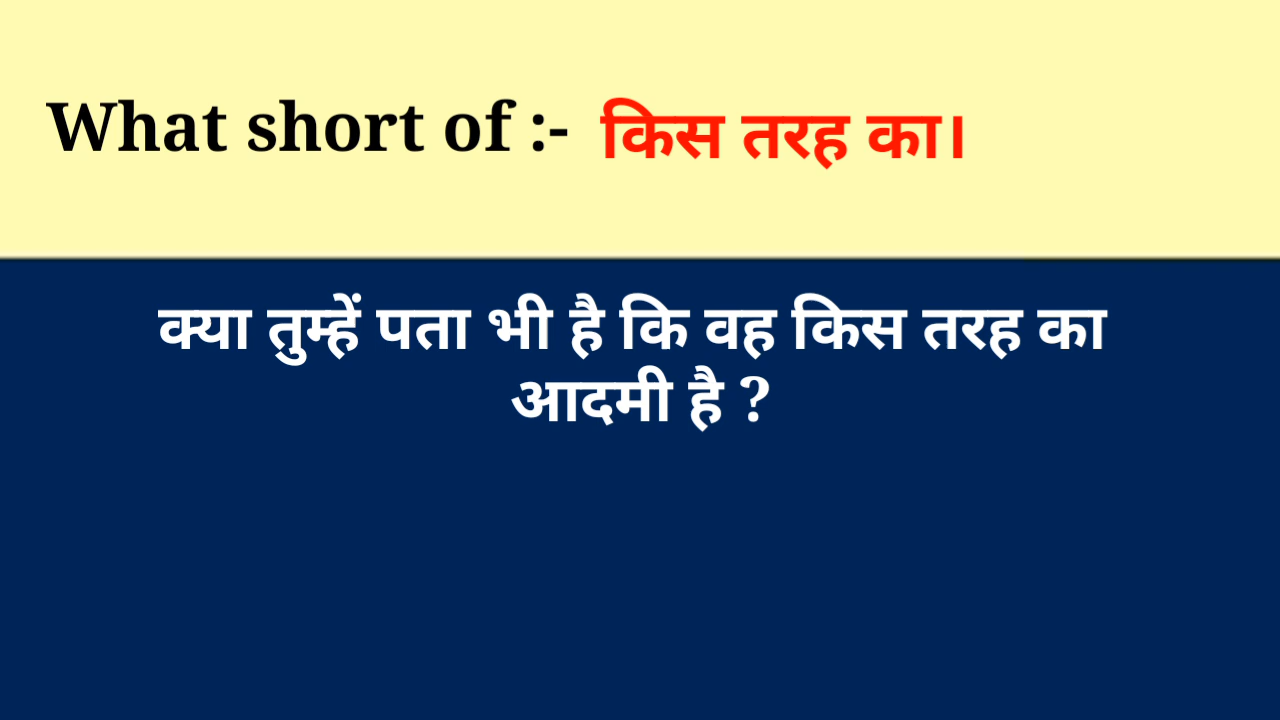 What short of :- किस तरह का।
क्या तुम्हें पता भी है कि वह किस तरह का
आदमी है ?